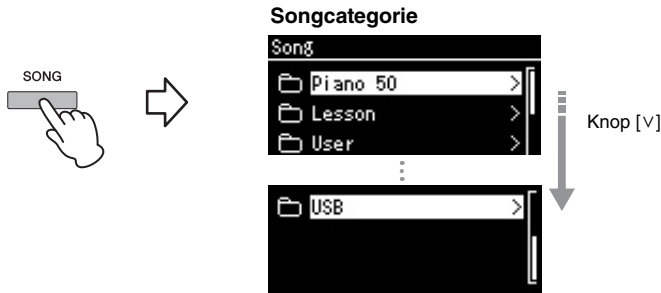 Songcategorie
SONG
Song
Piano 50 >
Lesson >
User >
Knop [∨]
USB >